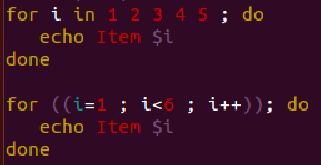 for i in 1 2 3 4 5 ; do
   echo Item $i
done

for ((i=1 ; i<6 ; i++)); do
   echo Item $i
done